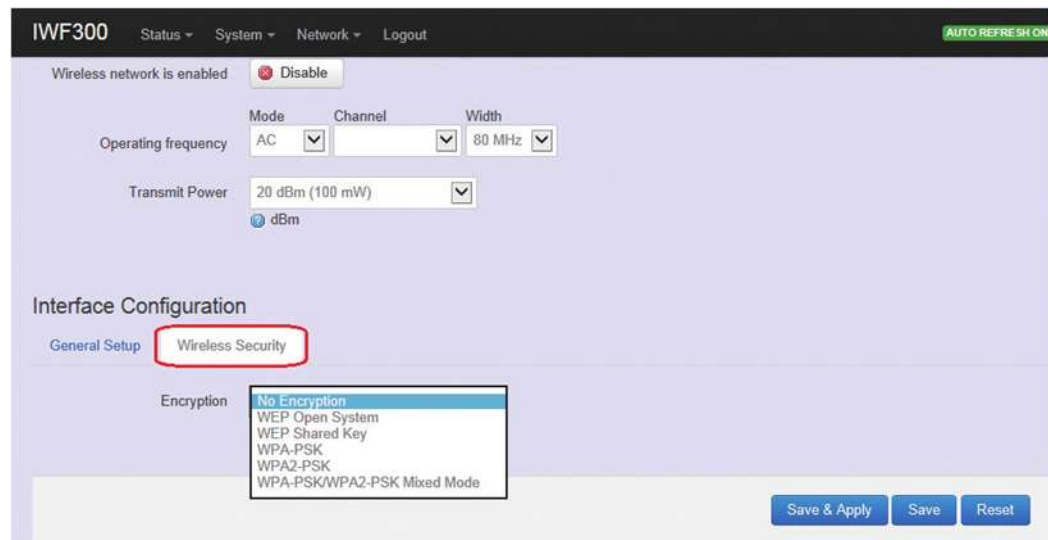 IWF300 Status System Network Logout AUTO REFRESH ON
Wireless network is enabled Disable
Mode Channel Width
Operating frequency AC 80 MHz
Transmit Power 20 dBm (100 mW)
dBm
Interface Configuration
General Setup Wireless Security
Encryption No Encryption
WEP Open System
WEP Shared Key
WPA-PSK
WPA2-PSK
WPA-PSK/WPA2-PSK Mixed Mode
Save & Apply Save Reset